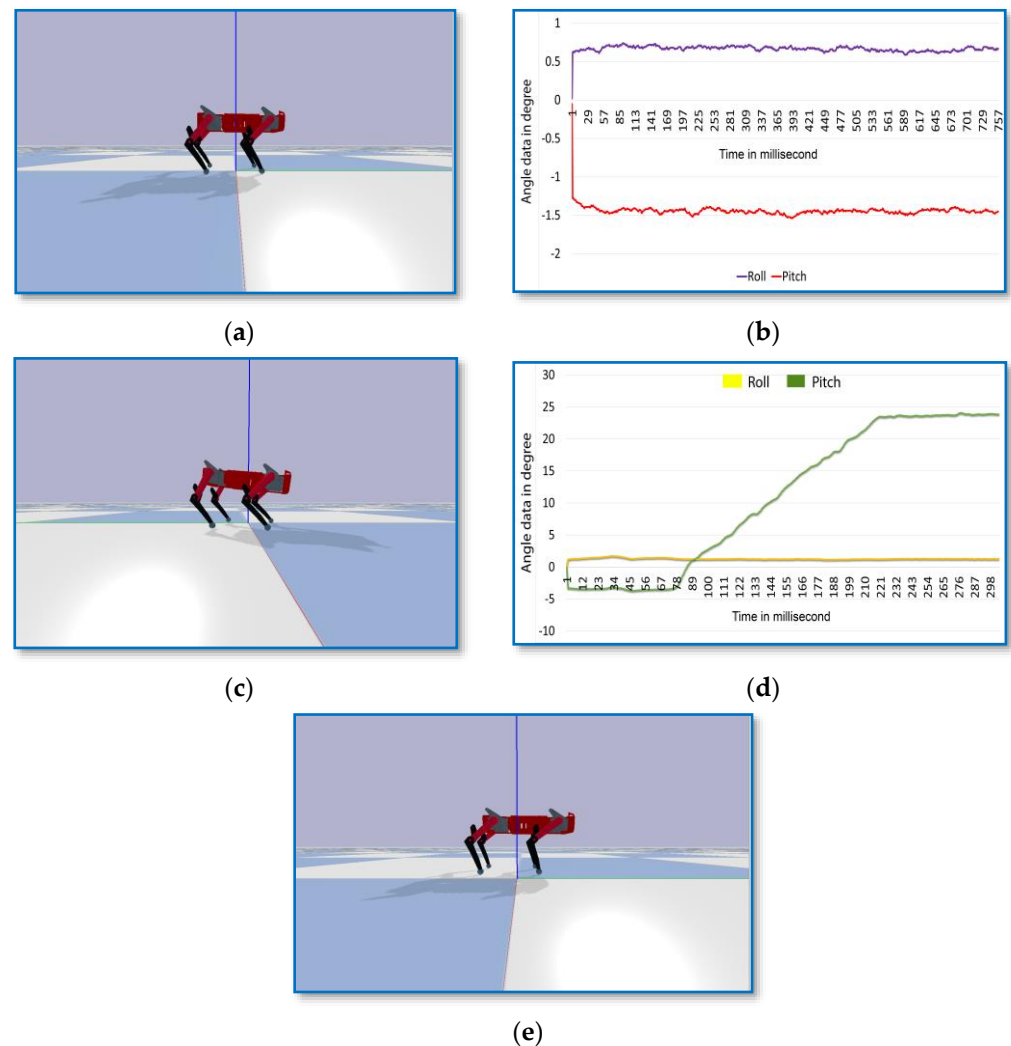 1
0.5
0
-0.5
-1
-1.5
-2
Angle data in degree
1 29 57 85 113 141 169 197 225 253 281 309 337 365 393 421 449 477 505 533 561 589 617 645 673 701 729 757
Time in millisecond
Roll Pitch
(a)
(b)
30
25
20
15
10
5
0
-5
-10
Angle data in degree
Roll Pitch
1 12 23 34 45 56 67 78 89 100 111 122 133 144 155 166 177 188 199 210 221 232 243 254 265 276 287 298
Time in millisecond
(c)
(d)
(e)